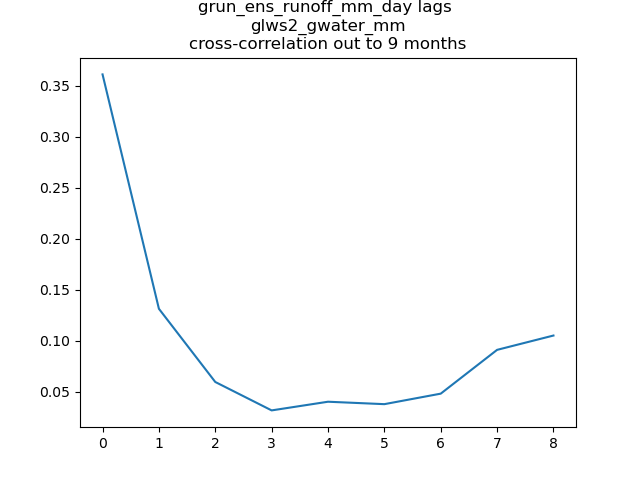 grun_ens_runoff_mm_day lags
glws2_gwater_mm
cross-correlation out to 9 months
0.35
0.30
0.25
0.20
0.15
0.10
0.05
0 1 2 3 4 5 6 7 8